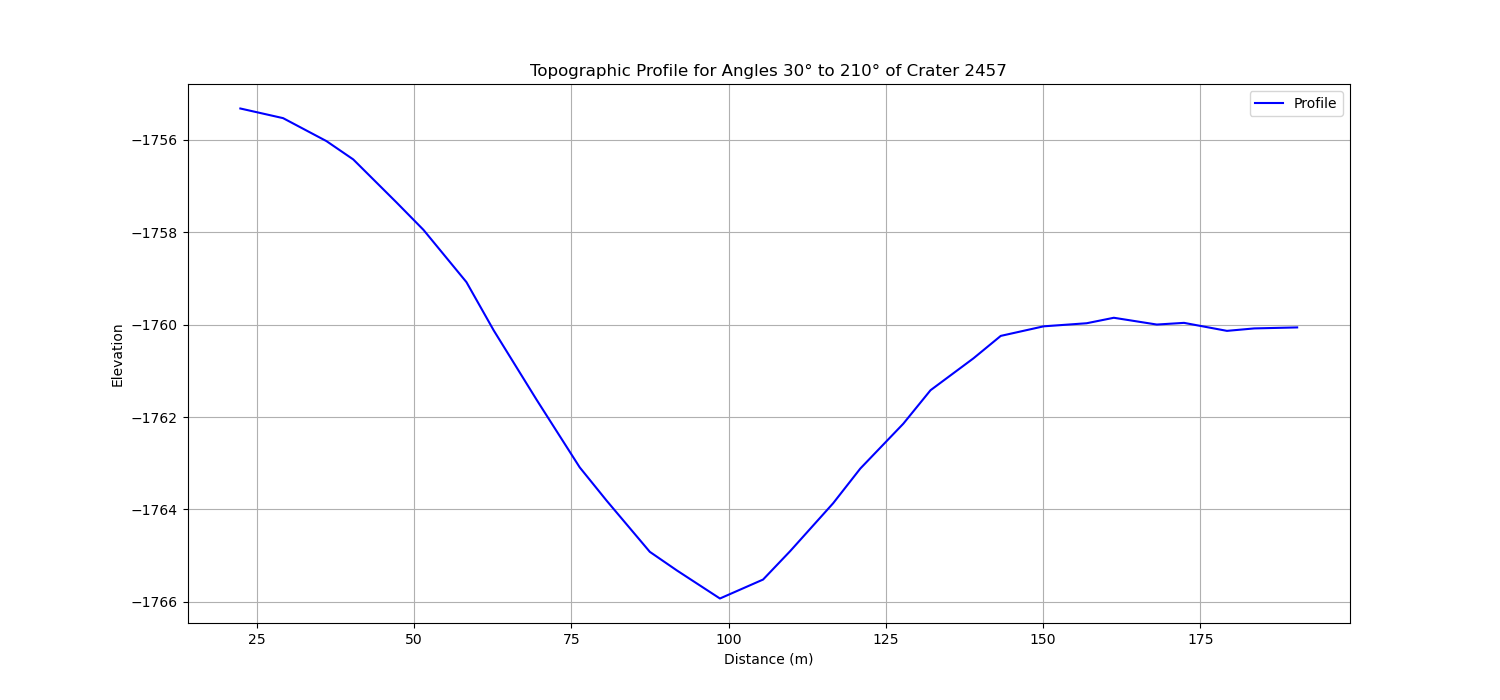 Topographic Profile for Angles 30° to 210° of Crater 2457
Profile
−1756
−1758
−1760
−1762
−1764
−1766
Elevation
25 50 75 100 125 150 175
Distance (m)